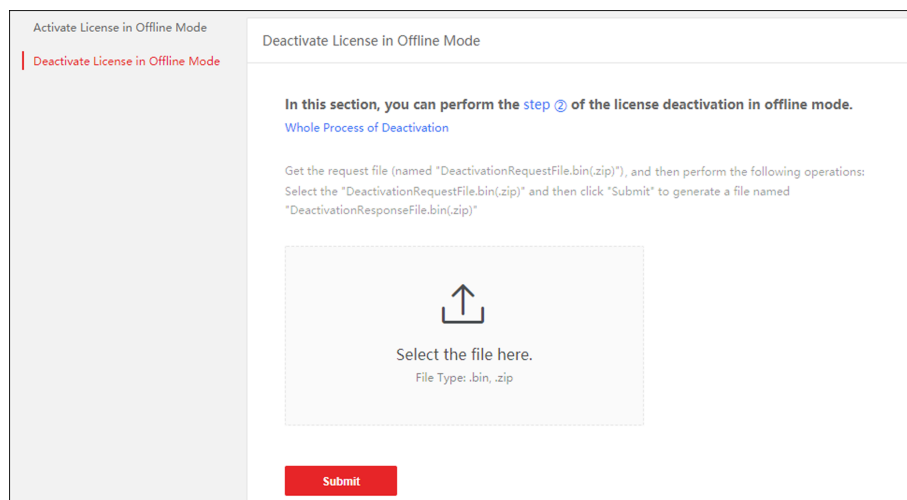 Activate License in Offline Mode
Deactivate License in Offline Mode
Deactivate License in Offline Mode
In this section, you can perform the step ② of the license deactivation in offline mode.
Whole Process of Deactivation
Get the request file (named "DeactivationRequestFile.bin(.zip)"), and then perform the following operations:
Select the "DeactivationRequestFile.bin(.zip)" and then click "Submit" to generate a file named
"DeactivationResponseFile.bin(.zip)"
Select the file here.
File Type: .bin, .zip
Submit